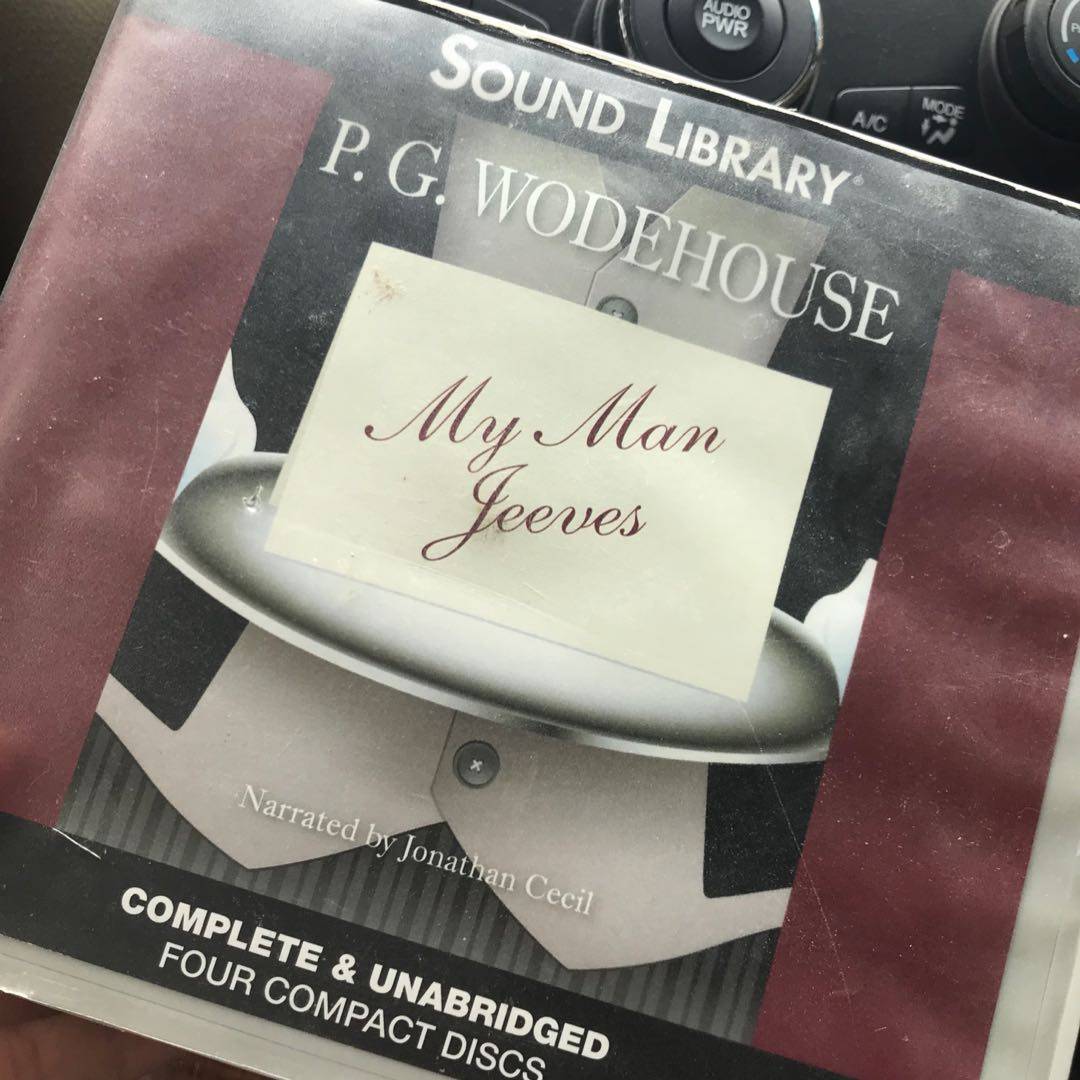 AUDIO
PWR
A/C
MODE
SOUND LIBRARY®
P. G. WODEHOUSE
My Man
Jeeves
Narrated by Jonathan Cecil
COMPLETE & UNABRIDGED
FOUR COMPACT DISCS